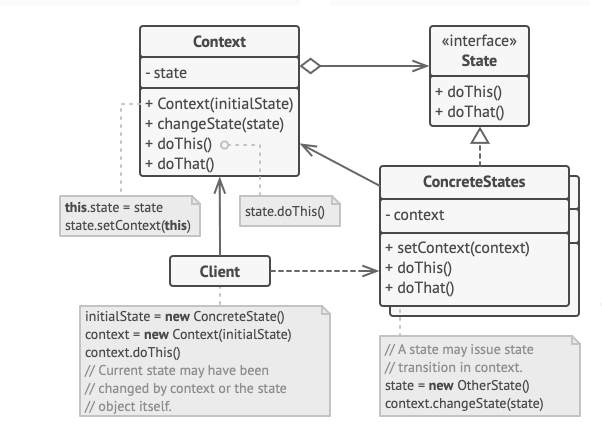 Context
- state
+ Context(initialState)
+ changeState(state)
+ doThis()
+ doThat()
«interface»
State
+ doThis()
+ doThat()
this.state = state
state.setContext(this)
state.doThis()
ConcreteStates
- context
+ setContext(context)
+ doThis()
+ doThat()
Client
initialState = new ConcreteState()
context = new Context(initialState)
context.doThis()
// Current state may have been
// changed by context or the state
// object itself.
// A state may issue state
// transition in context.
state = new OtherState()
context.changeState(state)